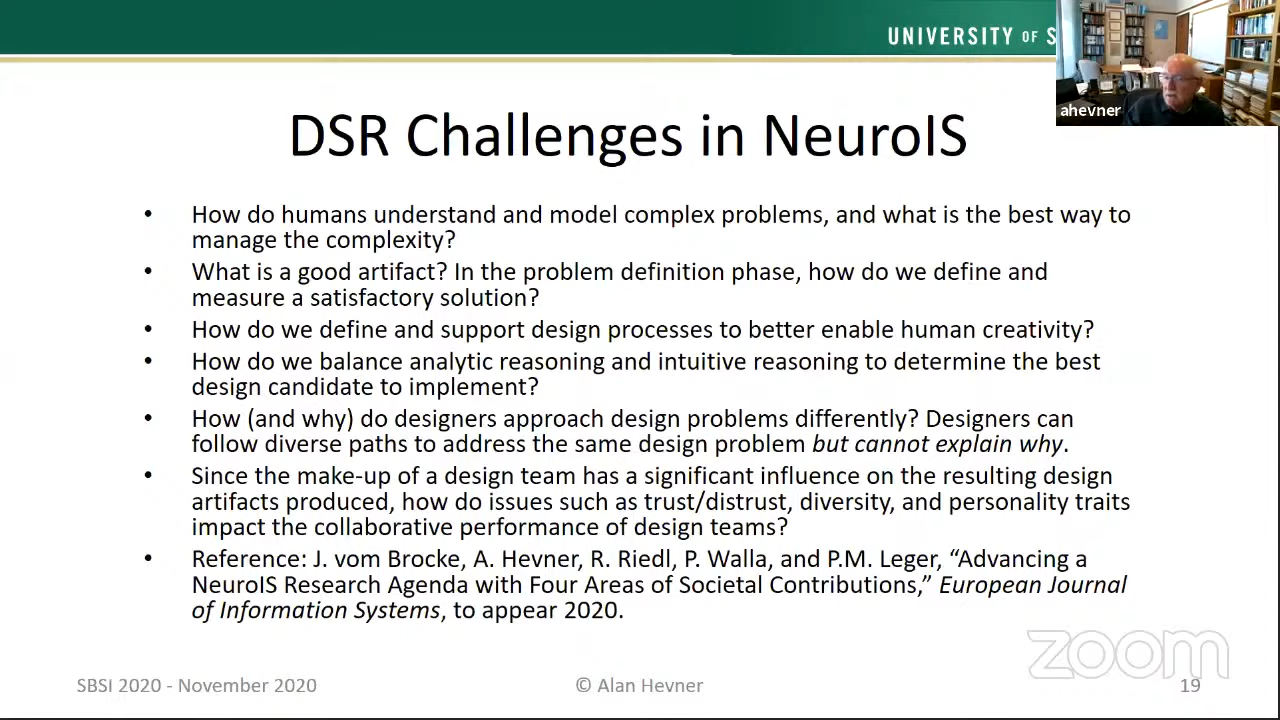 UNIVERSITY OF S
ahevner
DSR Challenges in NeuroIS
• How do humans understand and model complex problems, and what is the best way to
manage the complexity?
• What is a good artifact? In the problem definition phase, how do we define and
measure a satisfactory solution?
• How do we define and support design processes to better enable human creativity?
• How do we balance analytic reasoning and intuitive reasoning to determine the best
design candidate to implement?
• How (and why) do designers approach design problems differently? Designers can
follow diverse paths to address the same design problem but cannot explain why.
• Since the make-up of a design team has a significant influence on the resulting design
artifacts produced, how do issues such as trust/distrust, diversity, and personality traits
impact the collaborative performance of design teams?
• Reference: J. vom Brocke, A. Hevner, R. Riedl, P. Walla, and P.M. Leger, “Advancing a
NeuroIS Research Agenda with Four Areas of Societal Contributions,” European Journal
of Information Systems, to appear 2020.
zoom
SBSI 2020 - November 2020
© Alan Hevner
19